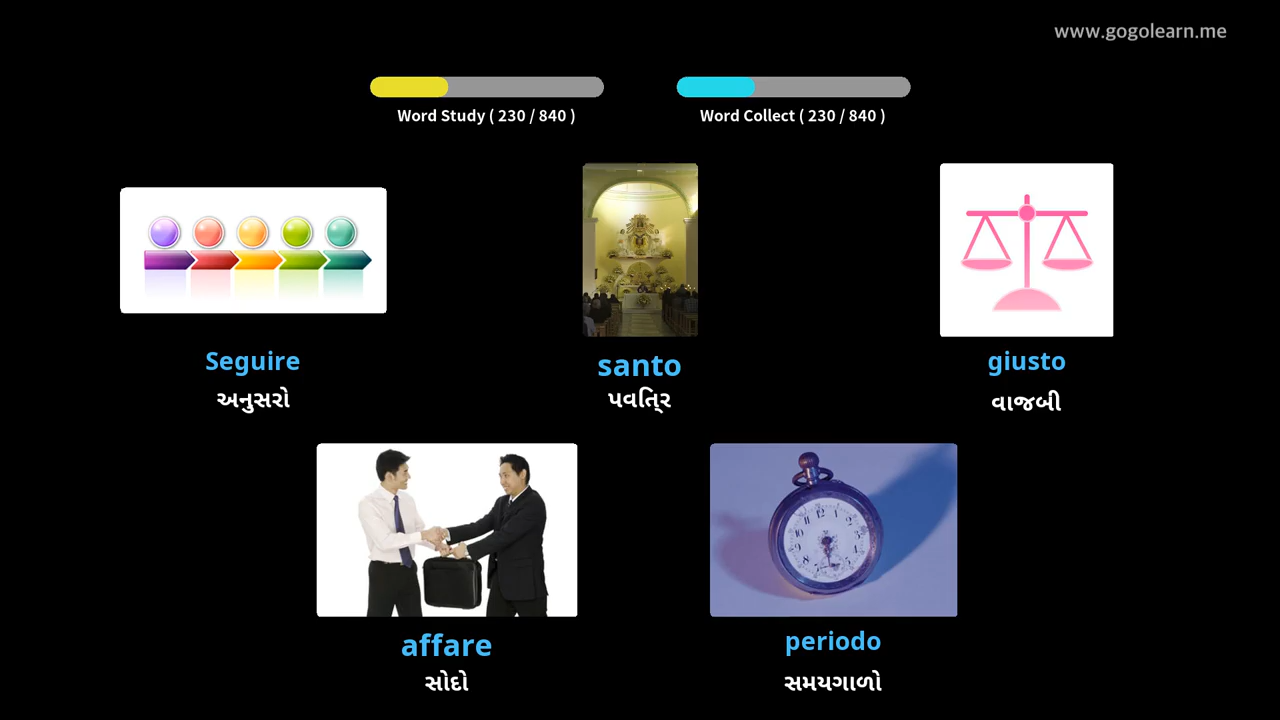 www.gogolearn.me
Word Study ( 230 / 840 )
Word Collect ( 230 / 840 )
Seguire
અનુસરો
santo
પવિત્ર
giusto
વાજબી
affare
સોદો
periodo
સમયગાળો